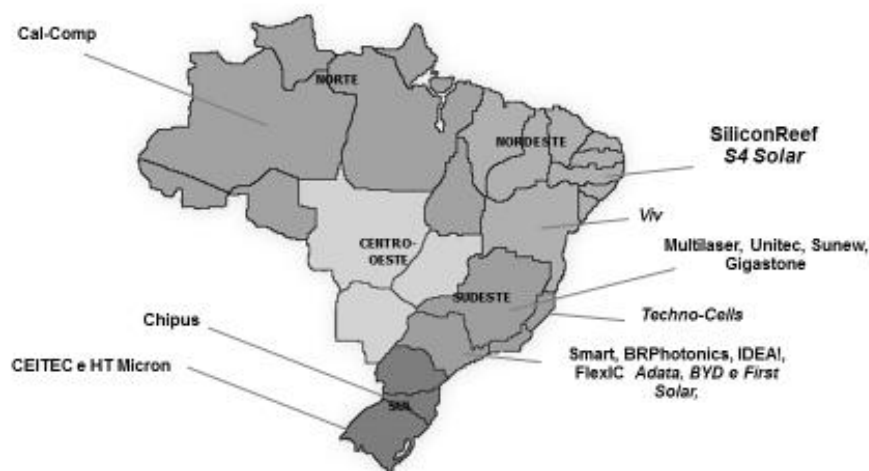 Cal-Comp
NORTE
NORDESTE
SiliconReef
S4 Solar
Viv
CENTRO-
OESTE
Multilaser, Unitec, Sunew,
Gigastone
SUDESTE
Chipus
Techno-Cells
CEITEC e HT Micron
Smart, BRPhotonics, IDEA!,
FlexIC Adata, BYD e First
Solar,
SUL